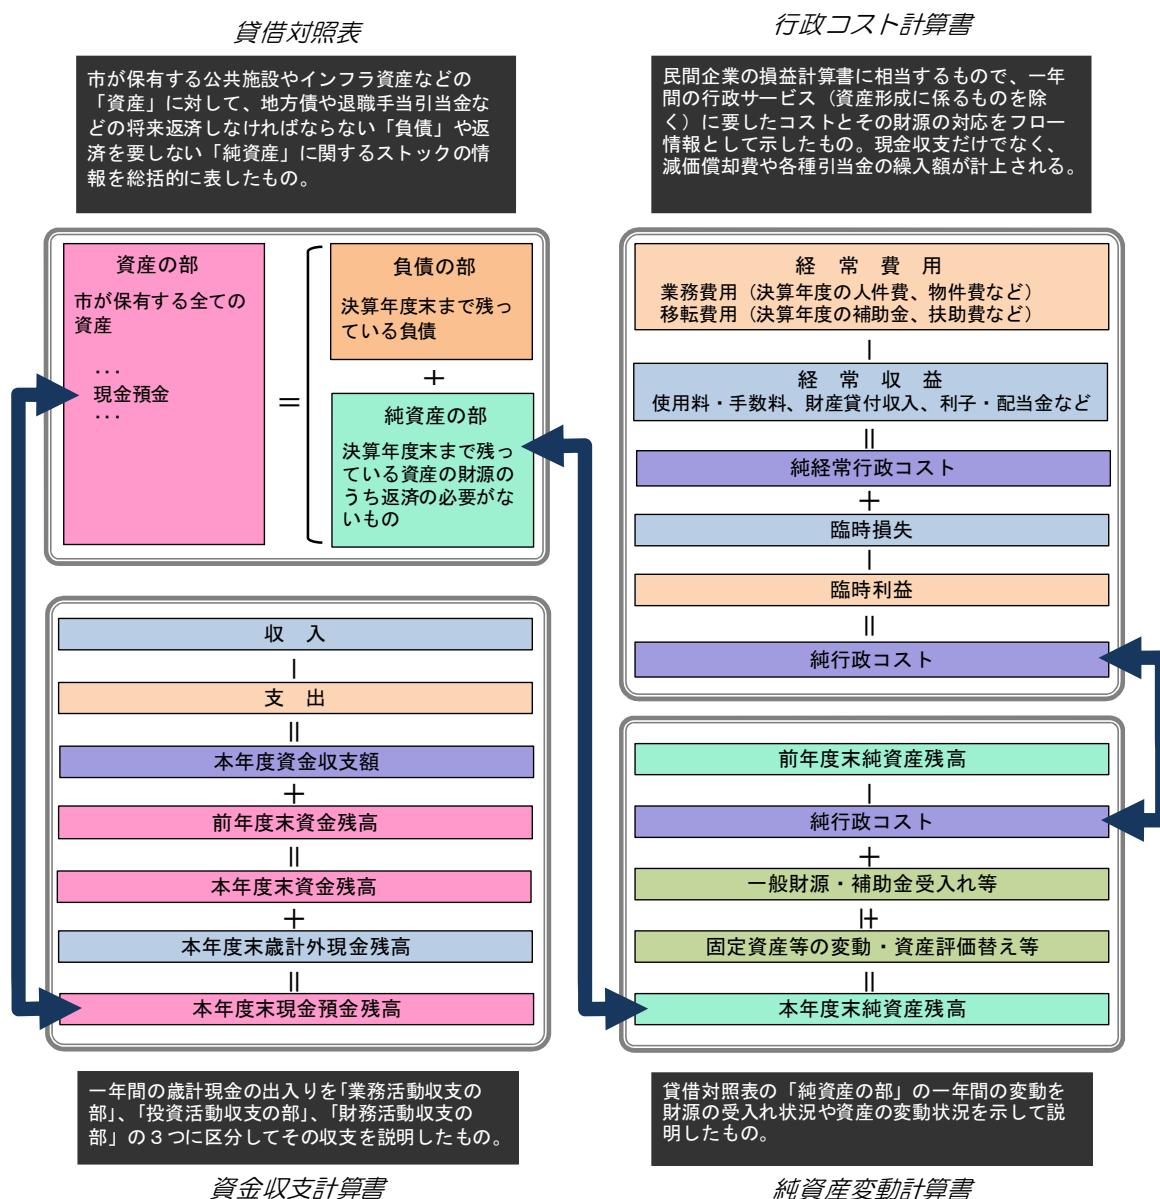 貸借対照表
市が保有する公共施設やインフラ資産などの
「資産」に対して、地方債や退職手当引当金な
どの将来返済しなければならない「負債」や返
済を要しない「純資産」に関するストックの情
報を総括的に表したもの。
資産の部
市が保有する全ての
資産
...
現金預金
...
＝
負債の部
決算年度末まで残っ
ている負債
＋
純資産の部
決算年度末まで残っ
ている資産の財源の
うち返済の必要がな
いもの
行政コスト計算書
民間企業の損益計算書に相当するもので、一年
間の行政サービス（資産形成に係るものを除
く）に要したコストとその財源の対応をフロー
情報として示したもの。現金収支だけでなく、
減価償却費や各種引当金の繰入額が計上される。
経　常　費　用
業務費用（決算年度の人件費、物件費など）
移転費用（決算年度の補助金、扶助費など）
－
経　常　収　益
使用料・手数料、財産貸付収入、利子・配当金など
＝
純経常行政コスト
＋
臨時損失
－
臨時利益
＝
純行政コスト
収　入
－
支　出
＝
本年度資金収支額
＋
前年度末資金残高
＝
本年度末資金残高
＋
本年度末歳計外現金残高
＝
本年度末現金預金残高
一年間の歳計現金の出入りを「業務活動収支の
部」、「投資活動収支の部」、「財務活動収支の
部」の３つに区分してその収支を説明したもの。
資金収支計算書
前年度末純資産残高
－
純行政コスト
＋
一般財源・補助金受入れ等
±
固定資産等の変動・資産評価替え等
＝
本年度末純資産残高
貸借対照表の「純資産の部」の一年間の変動を
財源の受入れ状況や資産の変動状況を示して説
明したもの。
純資産変動計算書